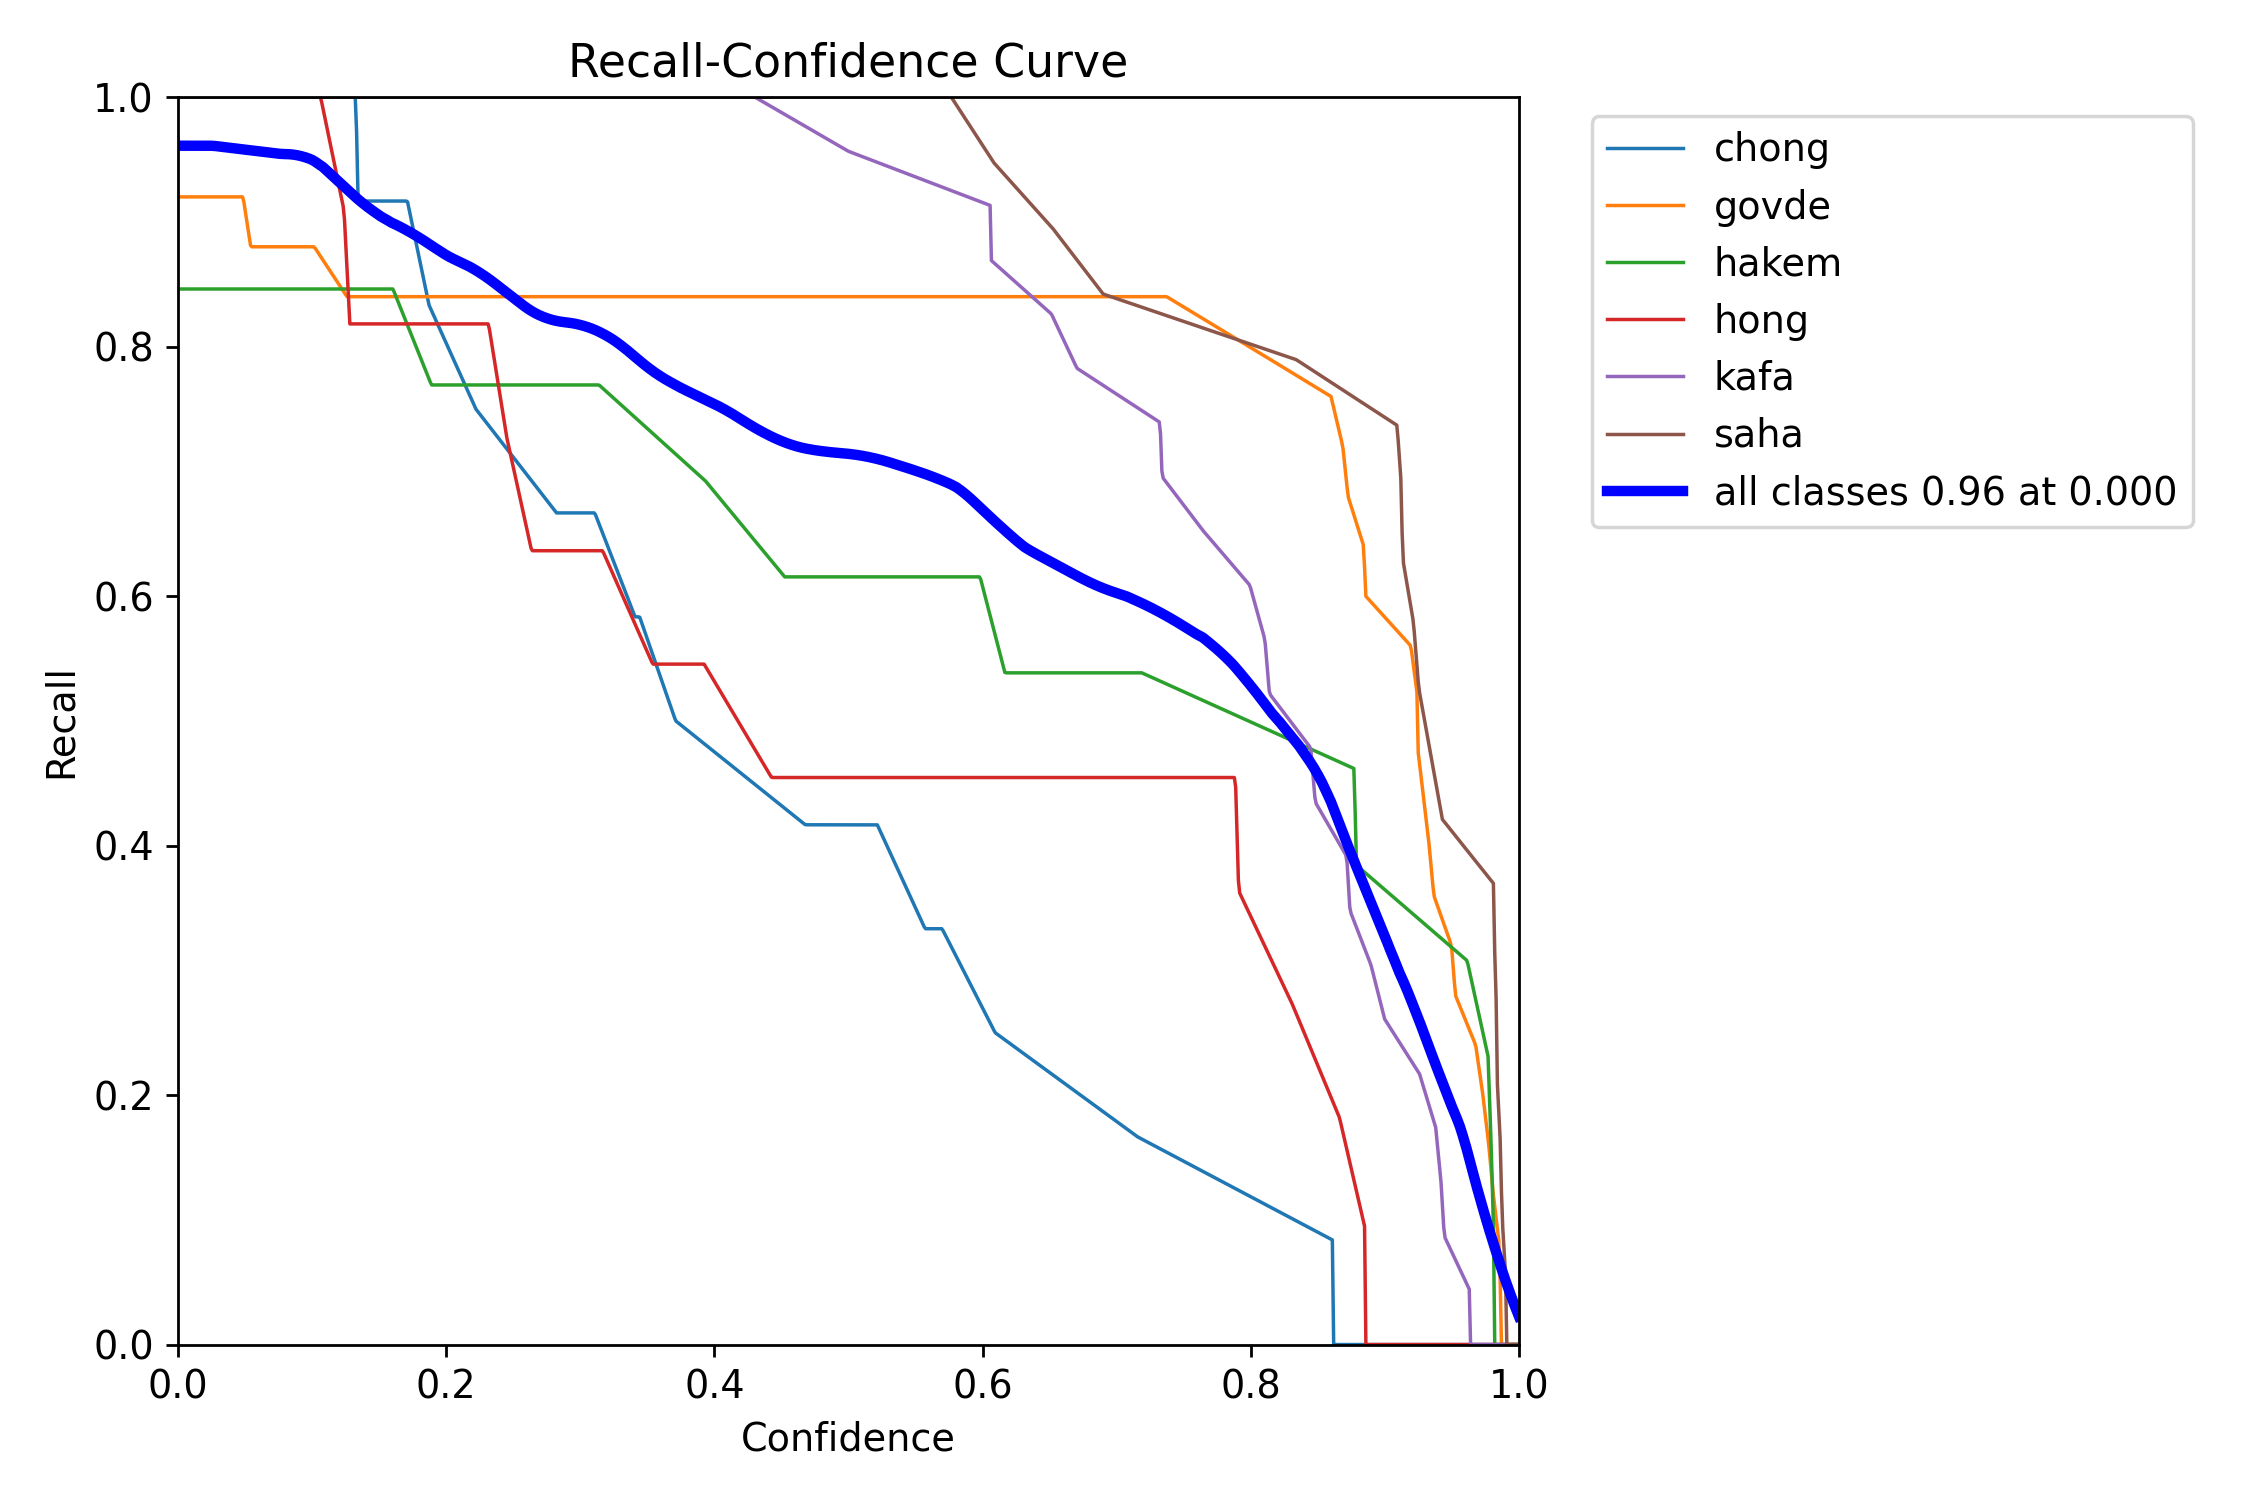 Recall-Confidence Curve
1.0
0.8
0.6
0.4
0.2
0.0
Recall
0.0 0.2 0.4 0.6 0.8 1.0
Confidence
chong
govde
hakem
hong
kafa
saha
all classes 0.96 at 0.000